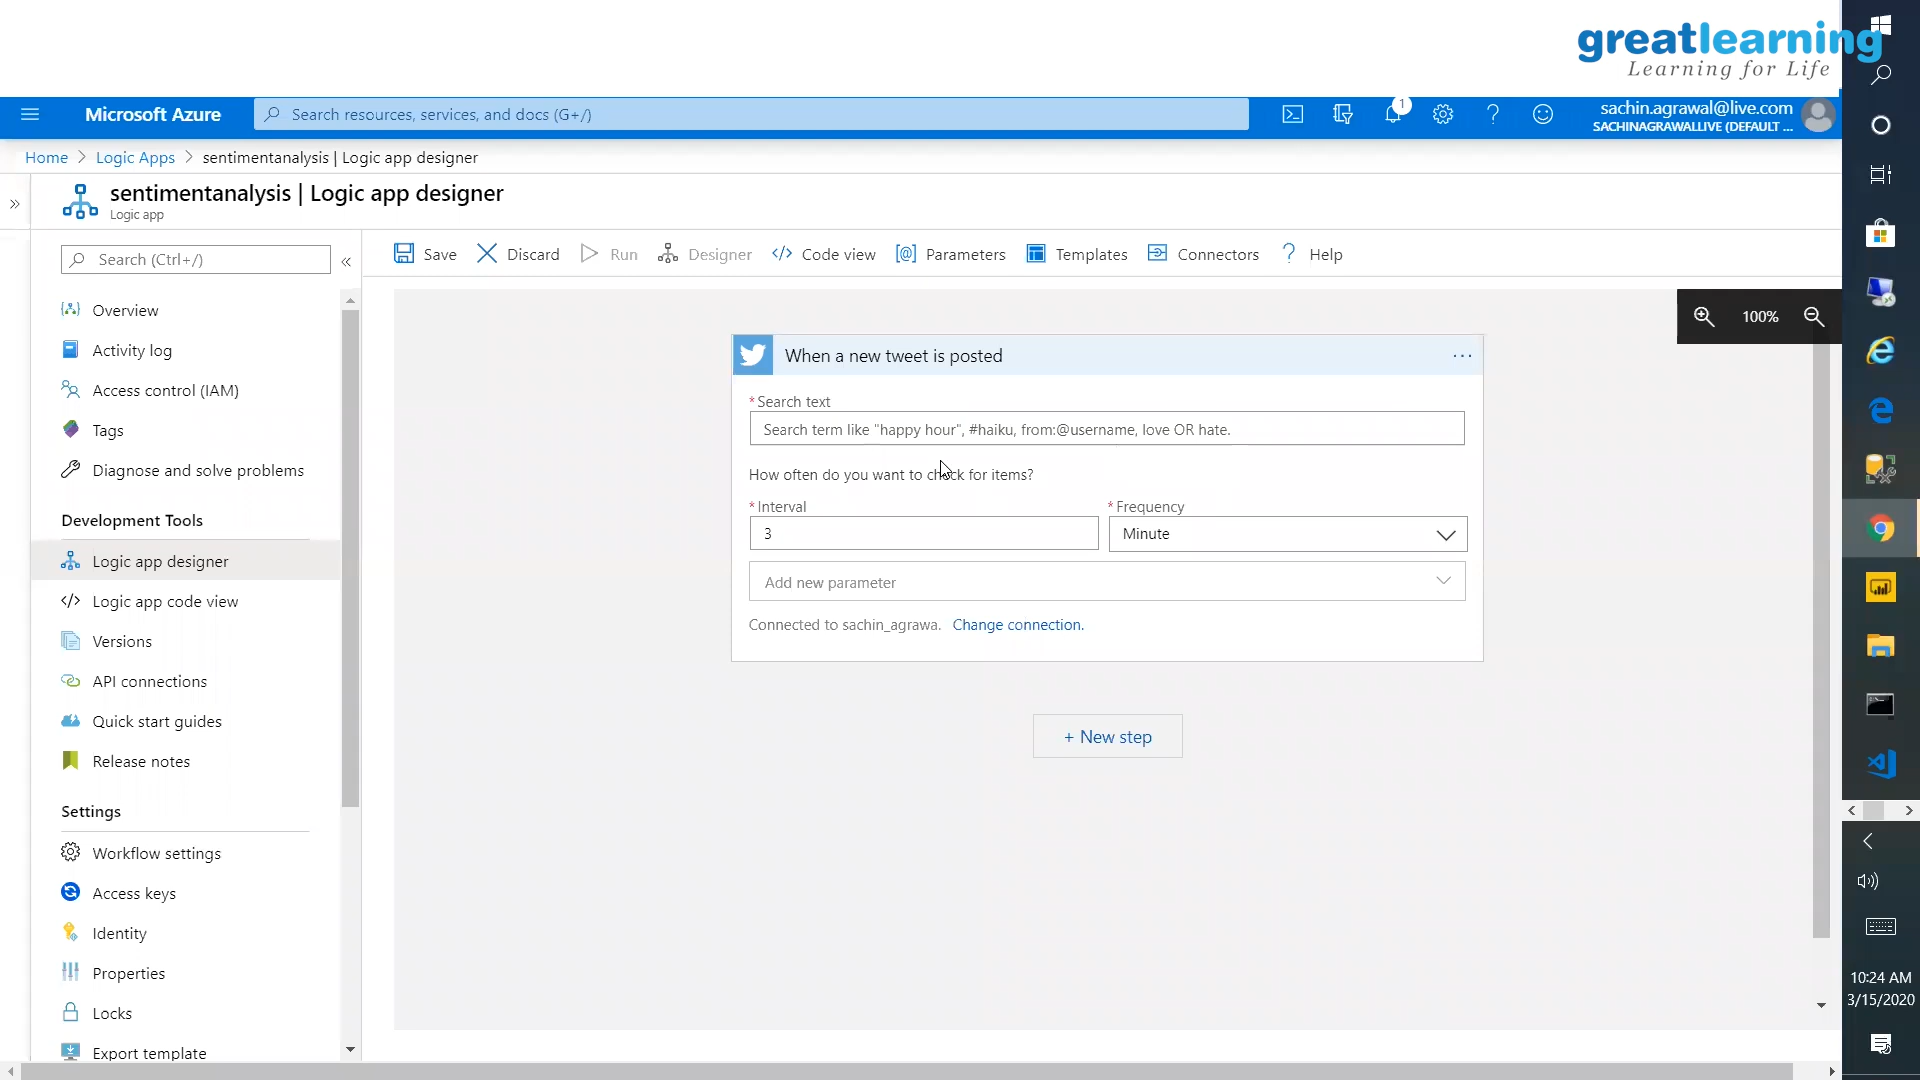 greatlearning
Learning for Life
Microsoft Azure
Search resources, services, and docs (G+/)
1
sachin.agrawal@live.com
SACHINAGRAWALLIVE (DEFAULT ...
Home > Logic Apps > sentimentanalysis | Logic app designer
sentimentanalysis | Logic app designer
Logic app
Search (Ctrl+/)
Save
Discard
Run
Designer
Code view
Parameters
Templates
Connectors
Help
Overview
Activity log
Access control (IAM)
Tags
Diagnose and solve problems
Development Tools
Logic app designer
Logic app code view
Versions
API connections
Quick start guides
Release notes
Settings
Workflow settings
Access keys
Identity
Properties
Locks
Export template
100%
When a new tweet is posted
* Search text
Search term like "happy hour", #haiku, from:@username, love OR hate.
How often do you want to check for items?
* Interval
3
* Frequency
Minute
Add new parameter
Connected to sachin_agrawa. Change connection.
+ New step
10:24 AM
3/15/2020